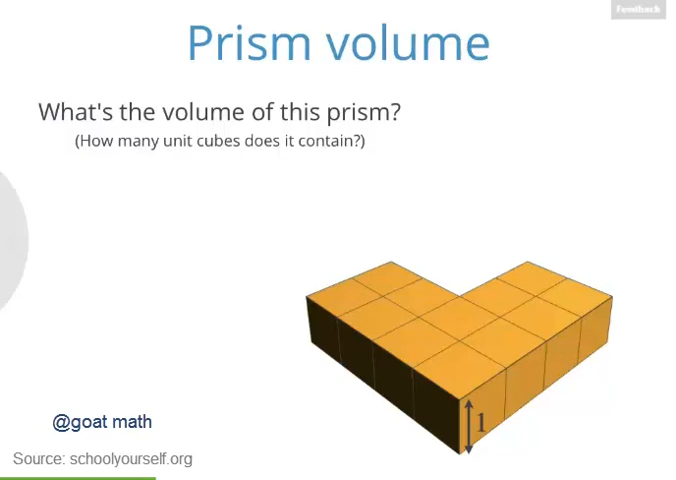 Feedback
Prism volume
What's the volume of this prism?
(How many unit cubes does it contain?)
1
@goat math
Source: schoolyourself.org